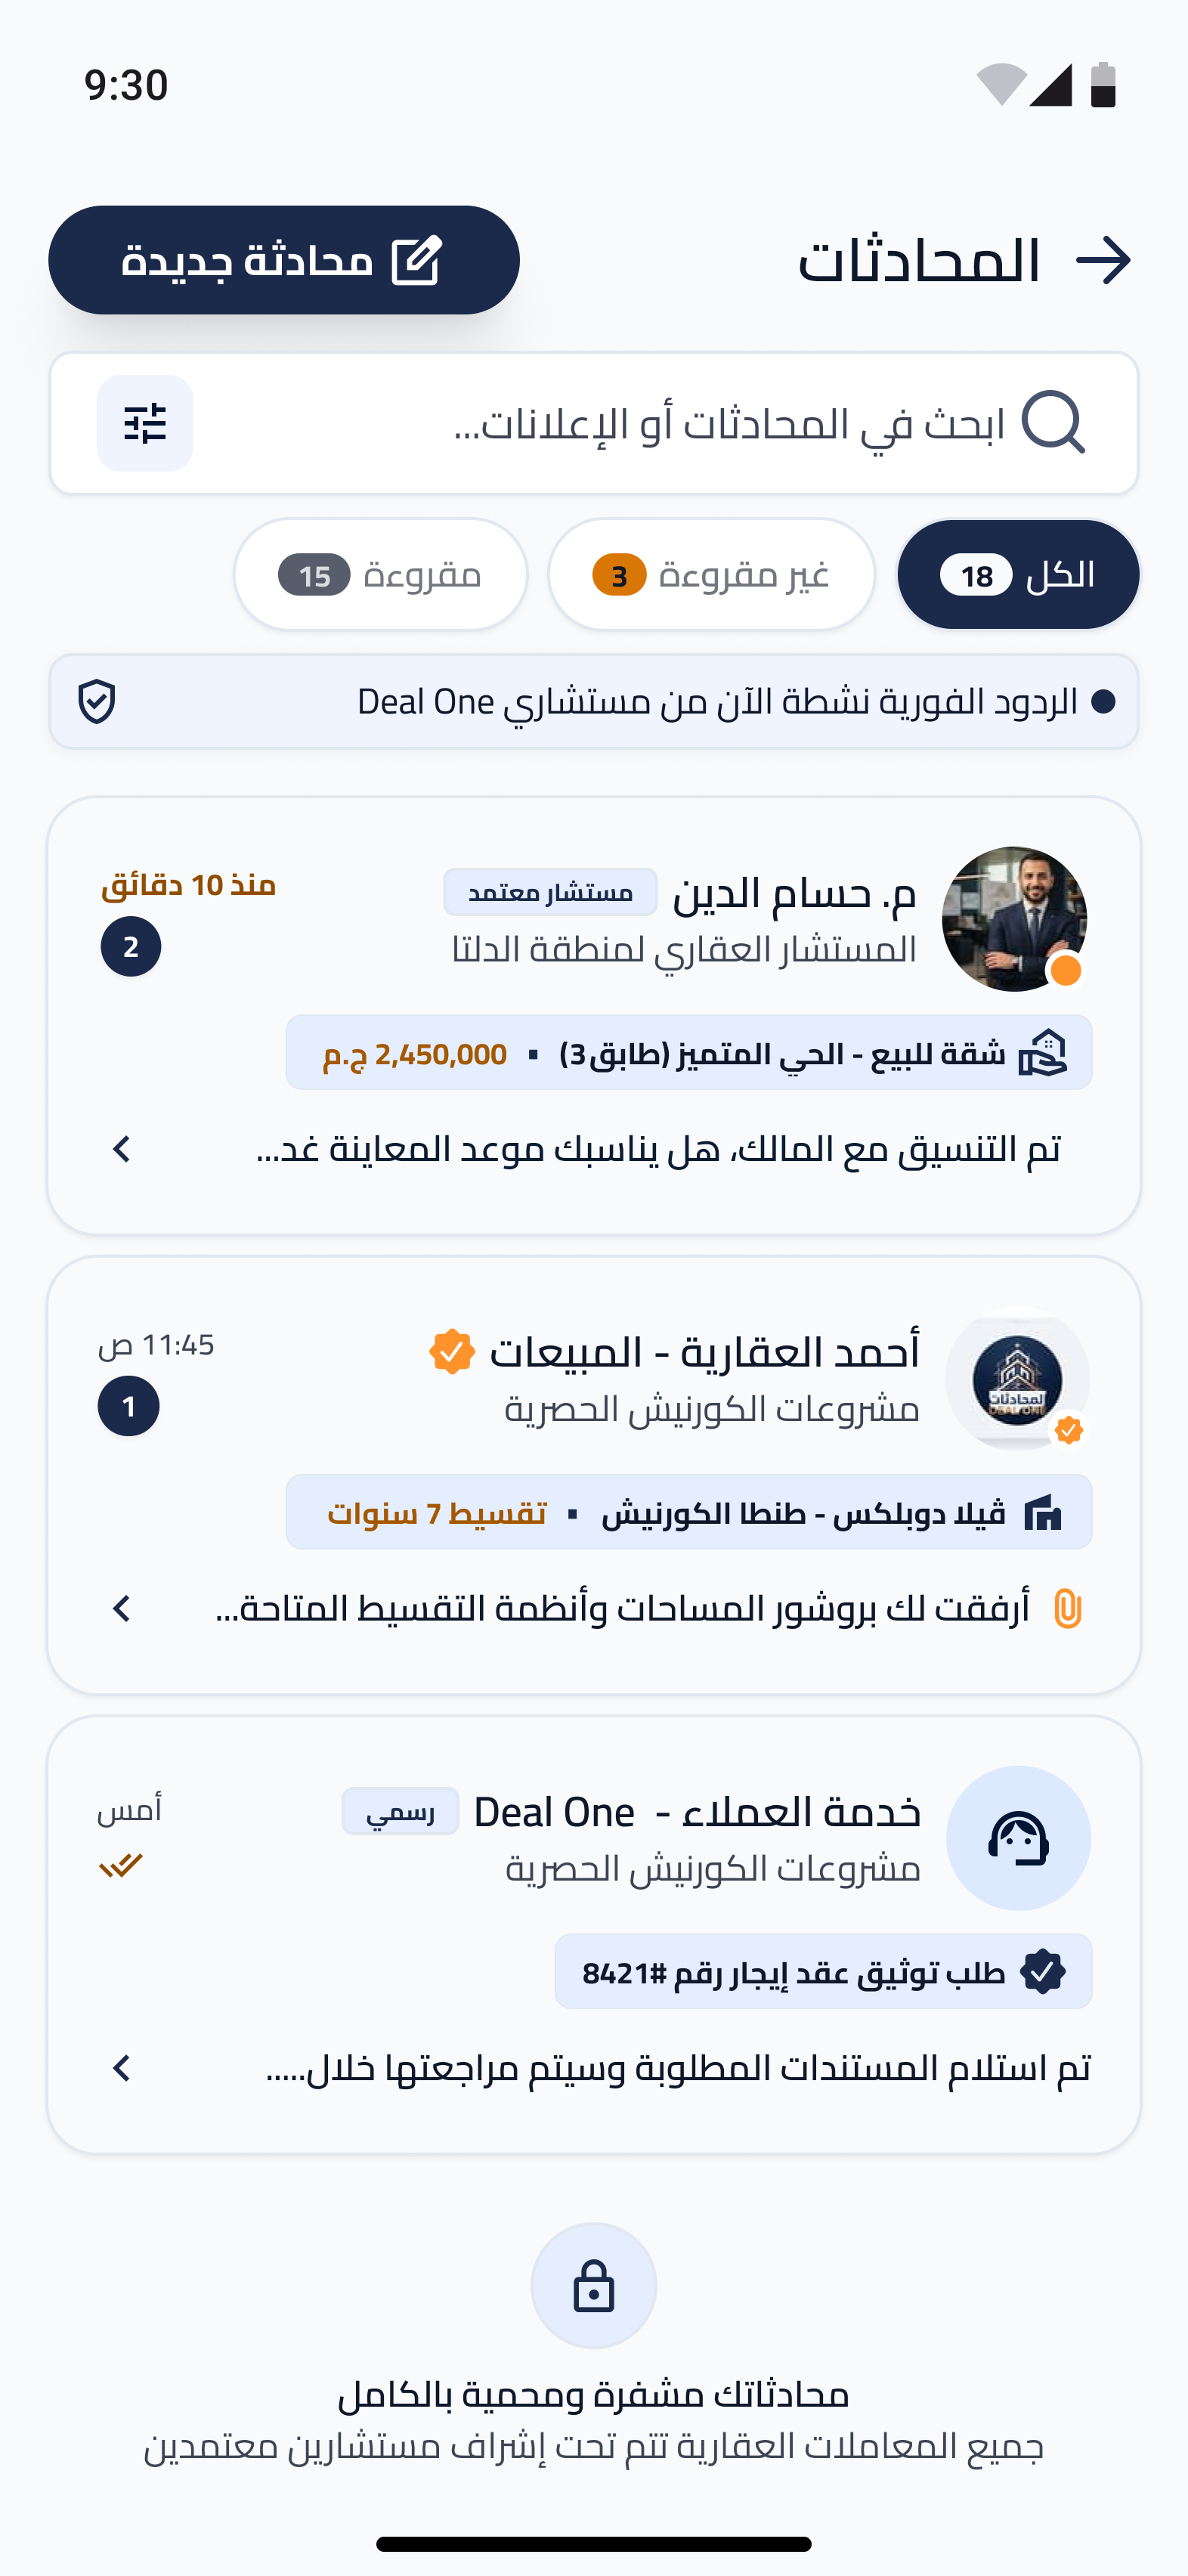 9:30
المحادثات
محادثة جديدة
ابحث في المحادثات أو الإعلانات...
الكل 18
غير مقروءة 3
مقروءة 15
الردود الفورية نشطة الآن من مستشاري Deal One
م. حسام الدين
مستشار معتمد
منذ 10 دقائق
المستشار العقاري لمنطقة الدلتا
2
شقة للبيع - الحي المتميز (طابق 3) ▪ 2,450,000 ج.م
تم التنسيق مع المالك، هل يناسبك موعد المعاينة غد...
أحمد العقارية - المبيعات
11:45 ص
مشروعات الكورنيش الحصرية
1
المحادثات
DEAL ONE
ڤيلا دوبلكس - طنطا الكورنيش ▪ تقسيط 7 سنوات
أرفقت لك بروشور المساحات وأنظمة التقسيط المتاحة...
خدمة العملاء - Deal One
رسمي
أمس
مشروعات الكورنيش الحصرية
طلب توثيق عقد إيجار رقم #8421
تم استلام المستندات المطلوبة وسيتم مراجعتها خلال.....
محادثاتك مشفرة ومحمية بالكامل
جميع المعاملات العقارية تتم تحت إشراف مستشارين معتمدين